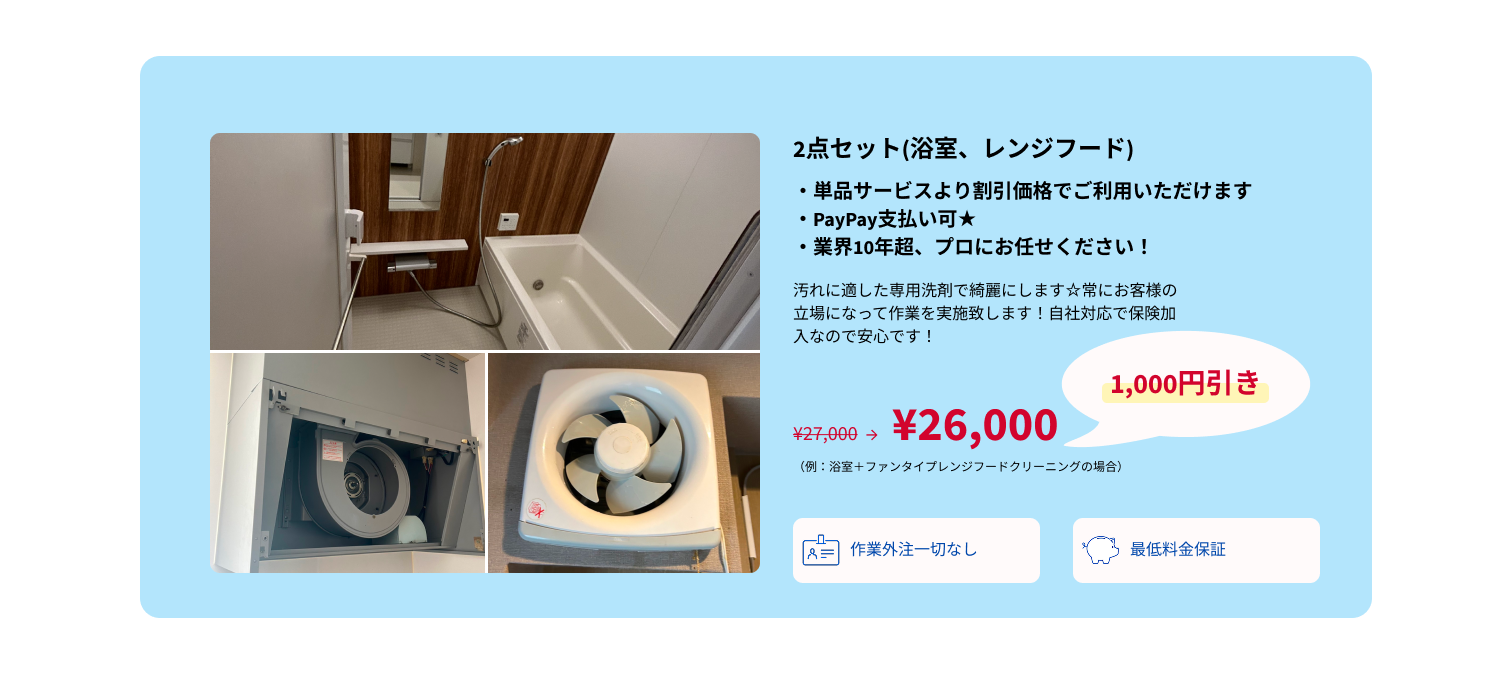 2点セット(浴室、レンジフード)
・単品サービスより割引価格でご利用いただけます
・PayPay支払い可★
・業界10年超、プロにお任せください！
汚れに適した専用洗剤で綺麗にします☆常にお客様の
立場になって作業を実施致します！自社対応で保険加
入なので安心です！
1,000円引き
¥27,000 → ¥26,000
（例：浴室＋ファンタイプレンジフードクリーニングの場合）
作業外注一切なし
最低料金保証